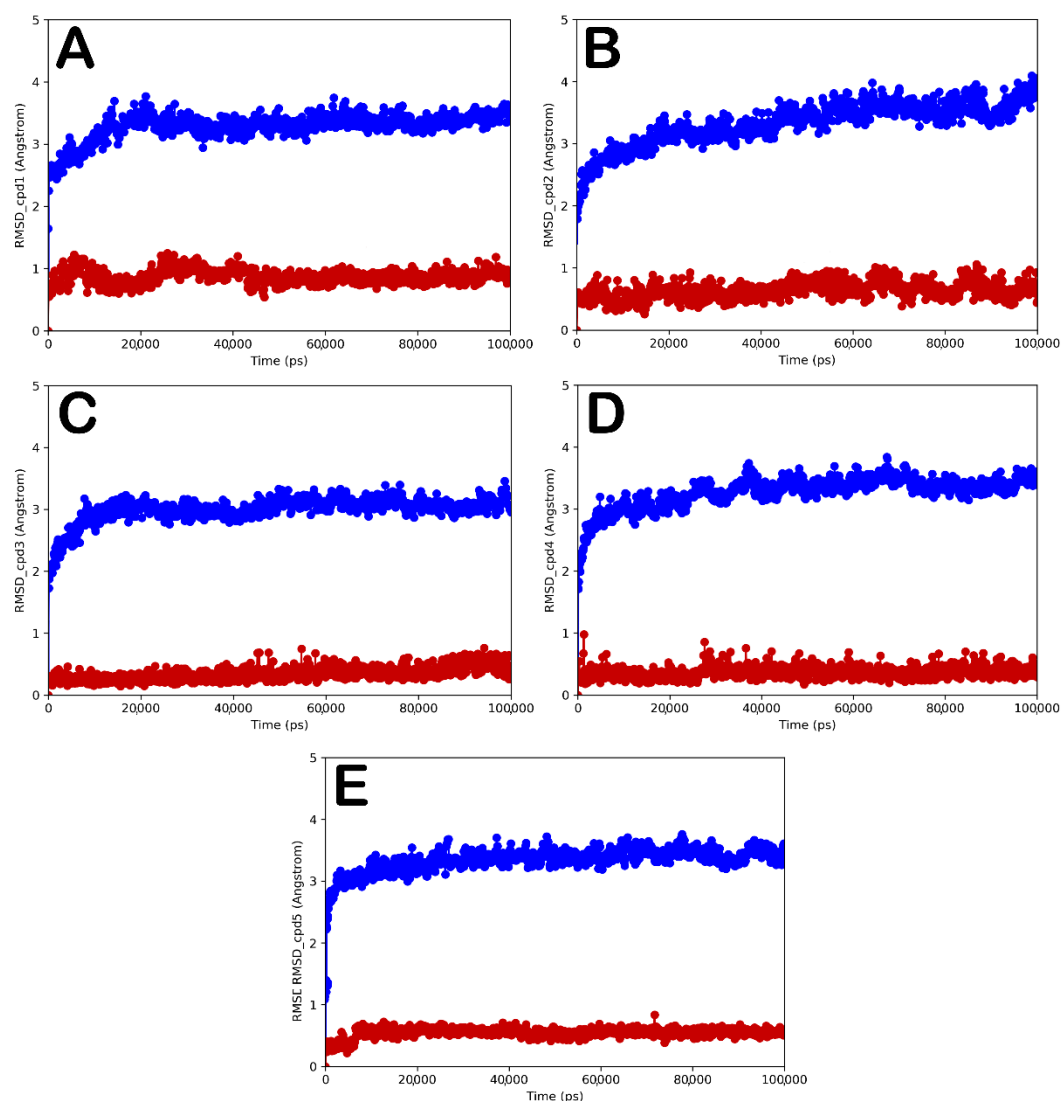 A
5
4
3
2
1
0
RMSD_cpd1 (Angstrom)
0 20,000 40,000 60,000 80,000 100,000
Time (ps)
B
5
4
3
2
1
0
RMSD_cpd2 (Angstrom)
0 20,000 40,000 60,000 80,000 100,000
Time (ps)
C
5
4
3
2
1
0
RMSD_cpd3 (Angstrom)
0 20,000 40,000 60,000 80,000 100,000
Time (ps)
D
5
4
3
2
1
0
RMSD_cpd4 (Angstrom)
0 20,000 40,000 60,000 80,000 100,000
Time (ps)
E
5
4
3
2
1
0
RMSD RMSD_cpd5 (Angstrom)
0 20,000 40,000 60,000 80,000 100,000
Time (ps)